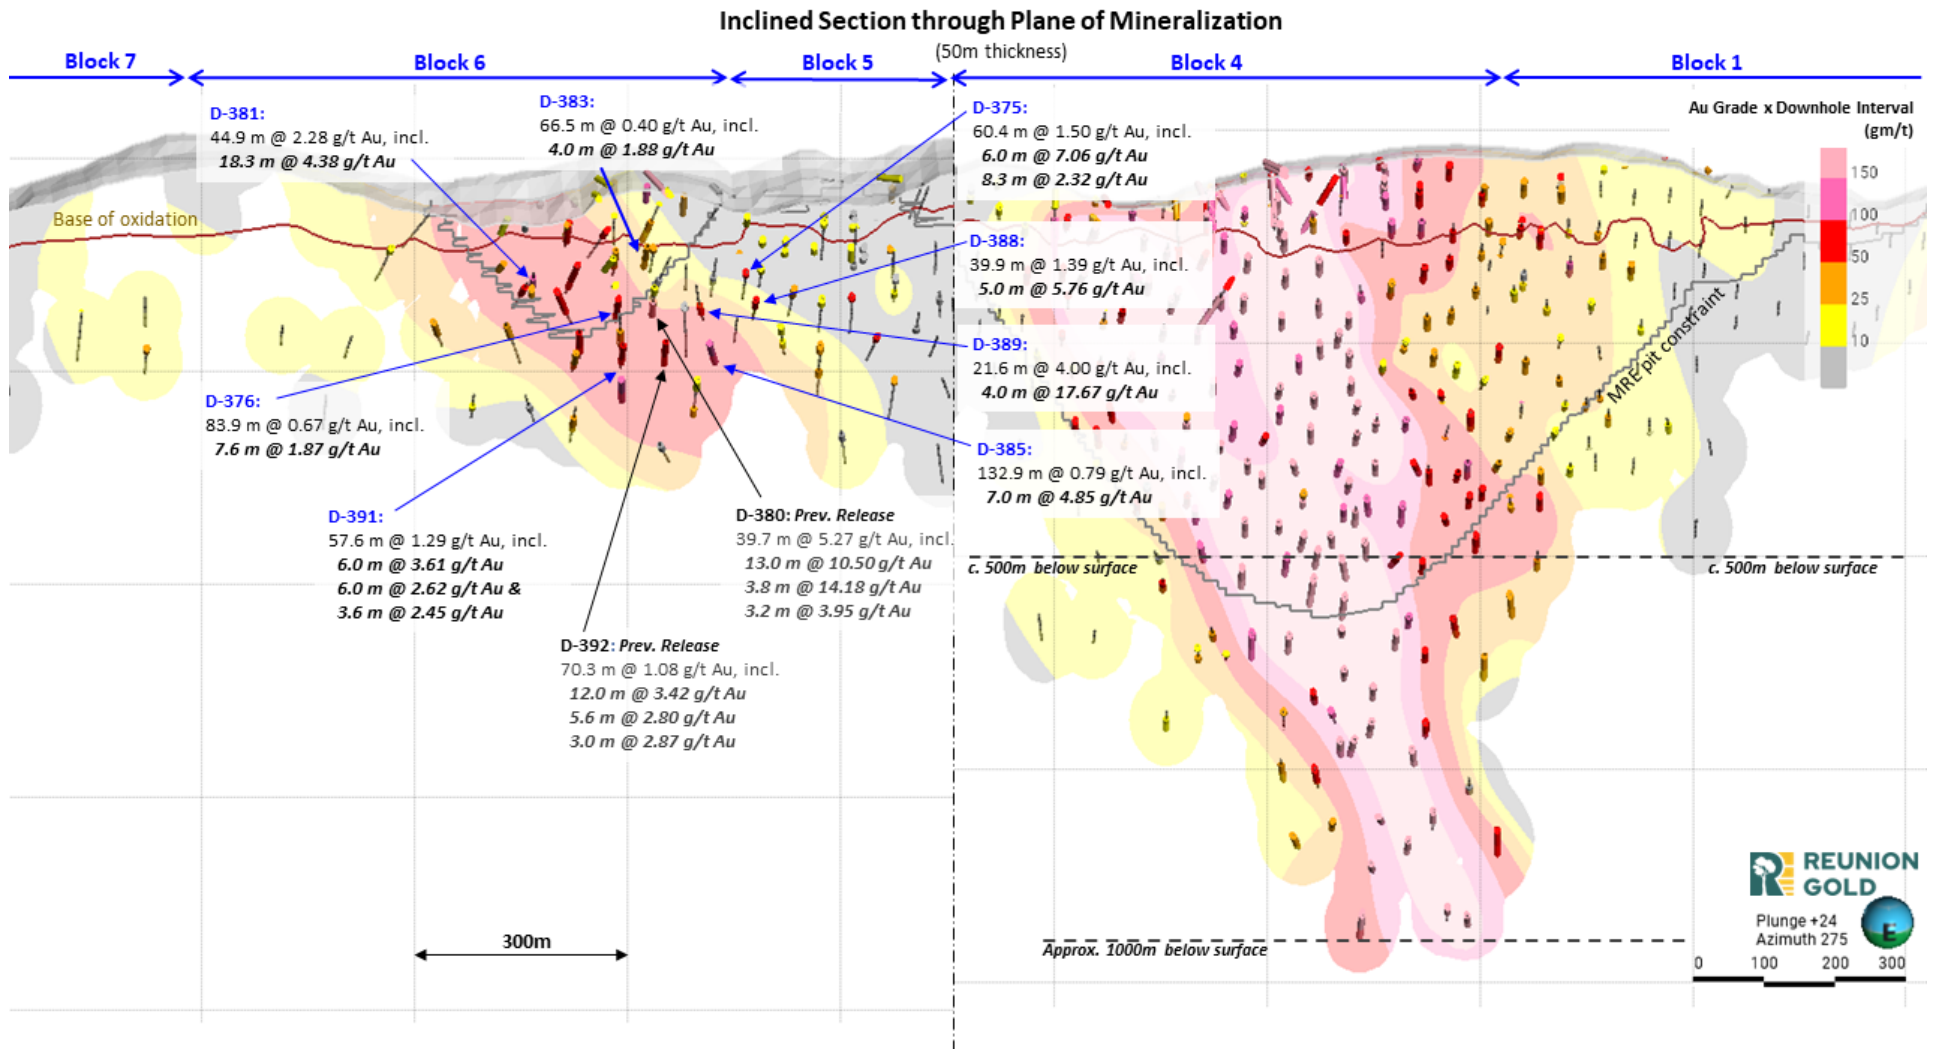 Inclined Section through Plane of Mineralization
(50m thickness)
Block 7
Block 6
Block 5
Block 4
Block 1
D-381:
44.9 m @ 2.28 g/t Au, incl.
18.3 m @ 4.38 g/t Au
D-383:
66.5 m @ 0.40 g/t Au, incl.
4.0 m @ 1.88 g/t Au
D-375:
60.4 m @ 1.50 g/t Au, incl.
6.0 m @ 7.06 g/t Au
8.3 m @ 2.32 g/t Au
Au Grade x Downhole Interval
(gm/t)
150
100
50
25
10
Base of oxidation
D-388:
39.9 m @ 1.39 g/t Au, incl.
5.0 m @ 5.76 g/t Au
D-389:
21.6 m @ 4.00 g/t Au, incl.
4.0 m @ 17.67 g/t Au
MRE pit constraint
D-376:
83.9 m @ 0.67 g/t Au, incl.
7.6 m @ 1.87 g/t Au
D-385:
132.9 m @ 0.79 g/t Au, incl.
7.0 m @ 4.85 g/t Au
D-391:
57.6 m @ 1.29 g/t Au, incl.
6.0 m @ 3.61 g/t Au
6.0 m @ 2.62 g/t Au &
3.6 m @ 2.45 g/t Au
D-380: Prev. Release
39.7 m @ 5.27 g/t Au, incl.
13.0 m @ 10.50 g/t Au
3.8 m @ 14.18 g/t Au
3.2 m @ 3.95 g/t Au
c. 500m below surface
c. 500m below surface
D-392: Prev. Release
70.3 m @ 1.08 g/t Au, incl.
12.0 m @ 3.42 g/t Au
5.6 m @ 2.80 g/t Au
3.0 m @ 2.87 g/t Au
300m
Approx. 1000m below surface
REUNION
GOLD
Plunge +24
Azimuth 275
E
0 100 200 300